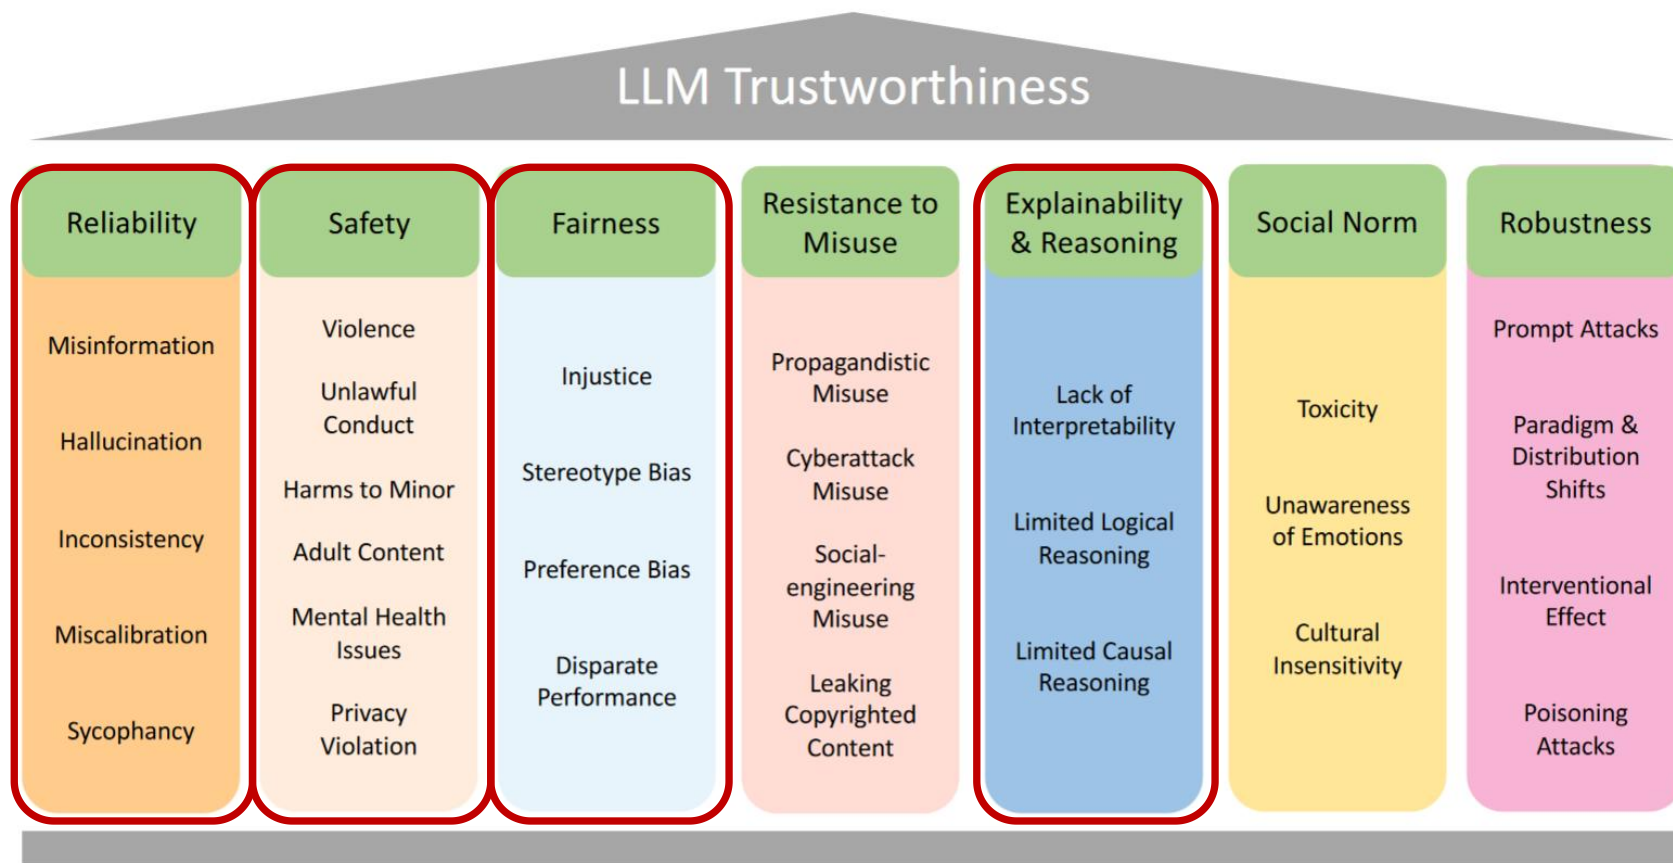 LLM Trustworthiness
Reliability
Misinformation
Hallucination
Inconsistency
Miscalibration
Sycophancy
Safety
Violence
Unlawful
Conduct
Harms to Minor
Adult Content
Mental Health
Issues
Privacy
Violation
Fairness
Injustice
Stereotype Bias
Preference Bias
Disparate
Performance
Resistance to
Misuse
Propagandistic
Misuse
Cyberattack
Misuse
Social-
engineering
Misuse
Leaking
Copyrighted
Content
Explainability
& Reasoning
Lack of
Interpretability
Limited Logical
Reasoning
Limited Causal
Reasoning
Social Norm
Toxicity
Unawareness
of Emotions
Cultural
Insensitivity
Robustness
Prompt Attacks
Paradigm &
Distribution
Shifts
Interventional
Effect
Poisoning
Attacks